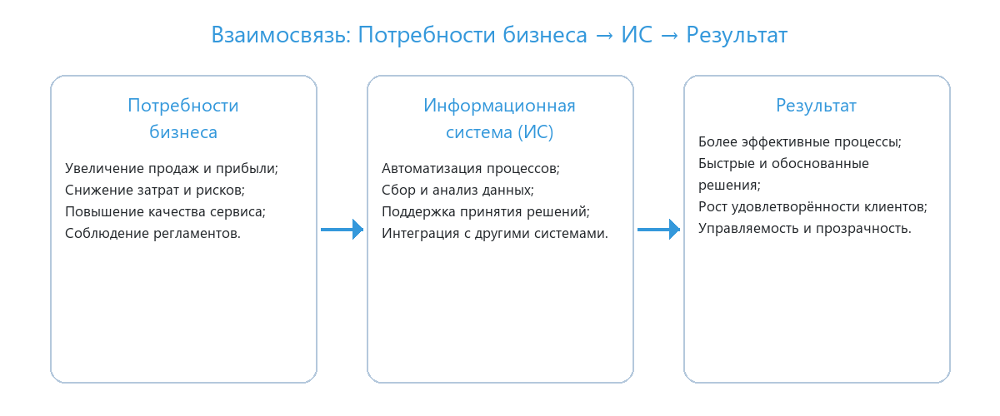 Взаимосвязь: Потребности бизнеса → ИС → Результат
Потребности
бизнеса
Увеличение продаж и прибыли;
Снижение затрат и рисков;
Повышение качества сервиса;
Соблюдение регламентов.
Информационная
система (ИС)
Автоматизация процессов;
Сбор и анализ данных;
Поддержка принятия решений;
Интеграция с другими системами.
Результат
Более эффективные процессы;
Быстрые и обоснованные
решения;
Рост удовлетворённости клиентов;
Управляемость и прозрачность.